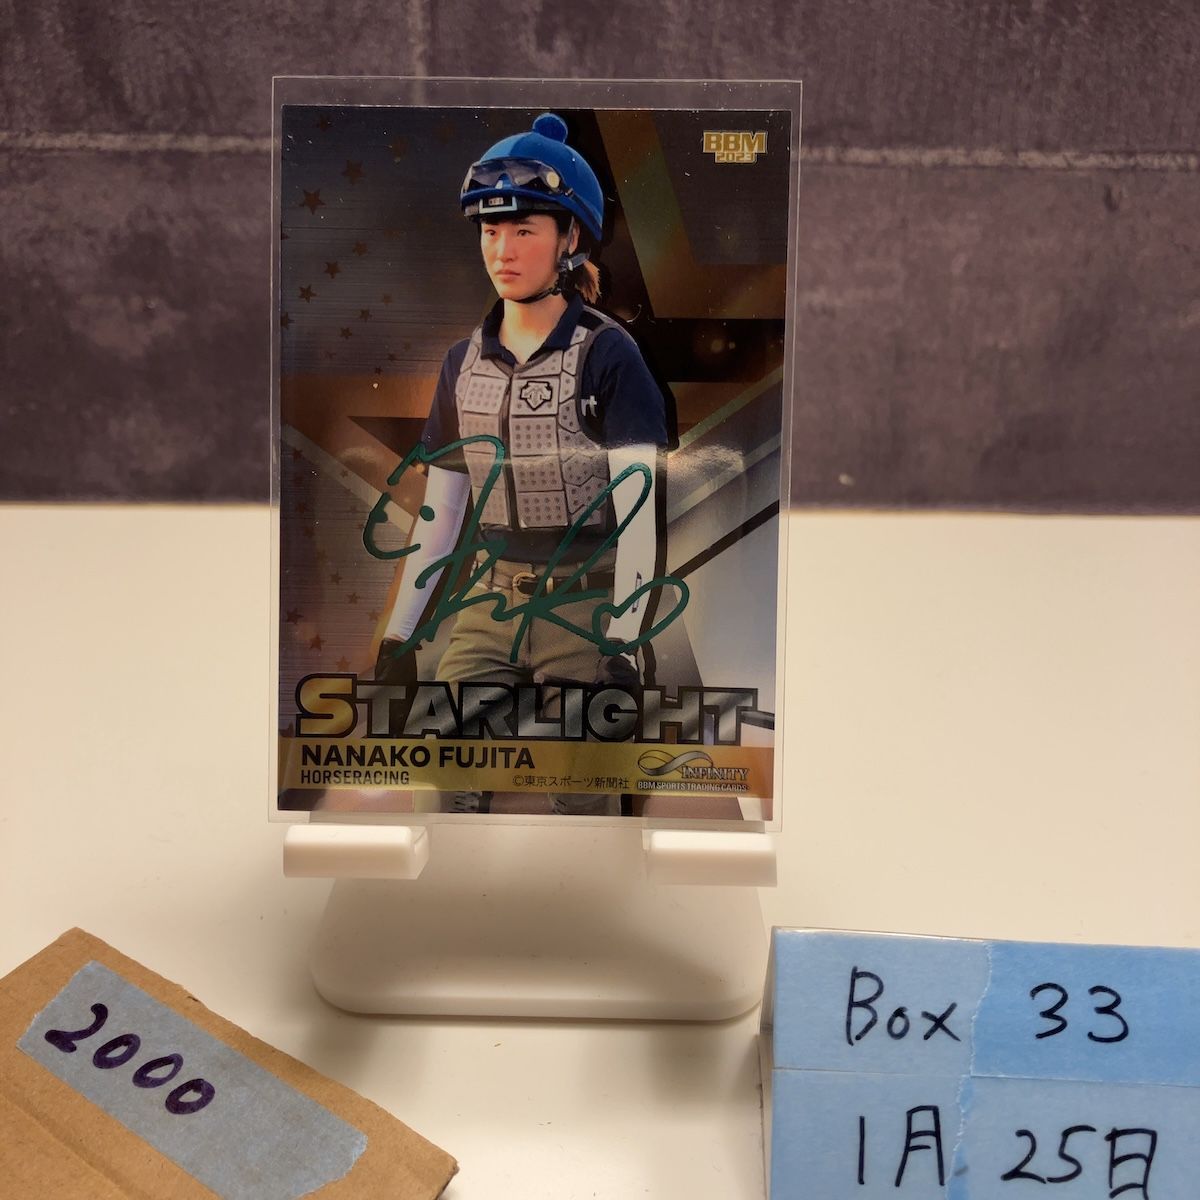 BBM
2023
rt
STARLIGHT
NANAKO FUJITA
HORSERACING
©東京スポーツ新聞社
INFINITY
BBM SPORTS TRADING CARDS
2000
Box 33
1月 25日